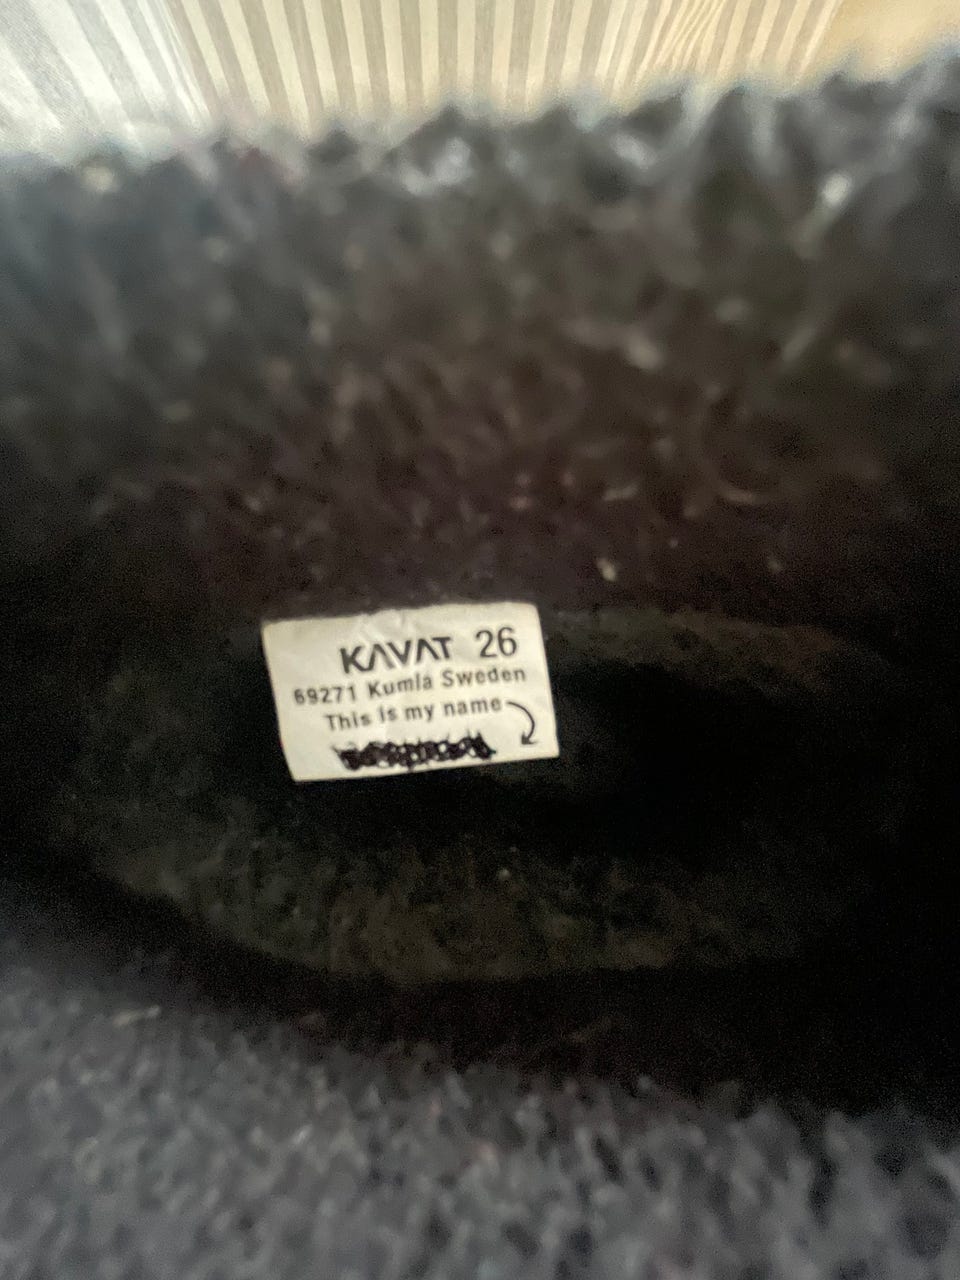 KAVAT 26
69271 Kumla Sweden
This is my name